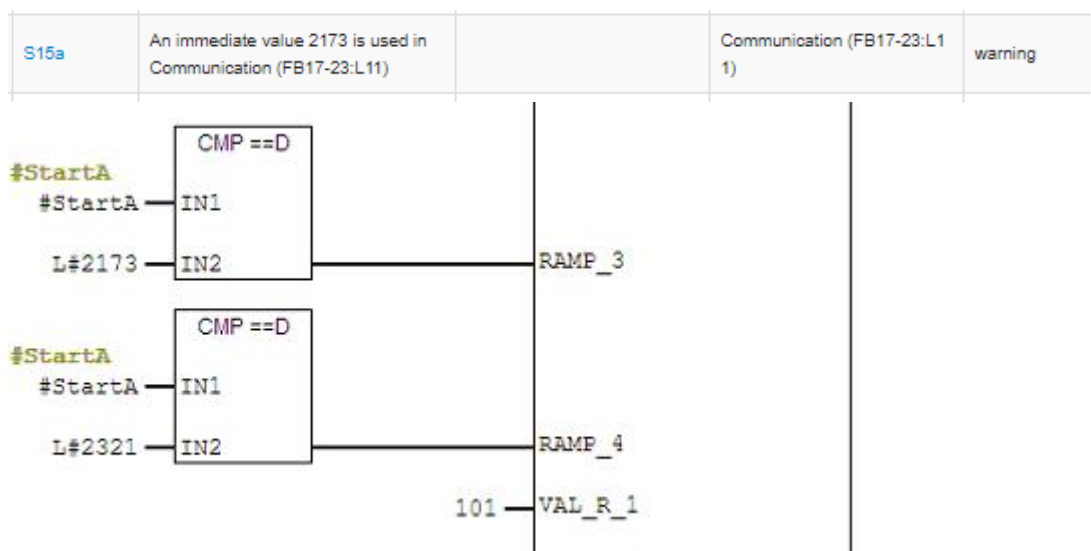 S15a
An immediate value 2173 is used in
Communication (FB17-23:L11)
Communication (FB17-23:L1
1)
warning
CMP ==D
#StartA
#StartA
IN1
L#2173
IN2
RAMP_3
CMP ==D
#StartA
#StartA
IN1
L#2321
IN2
RAMP_4
101
VAL_R_1